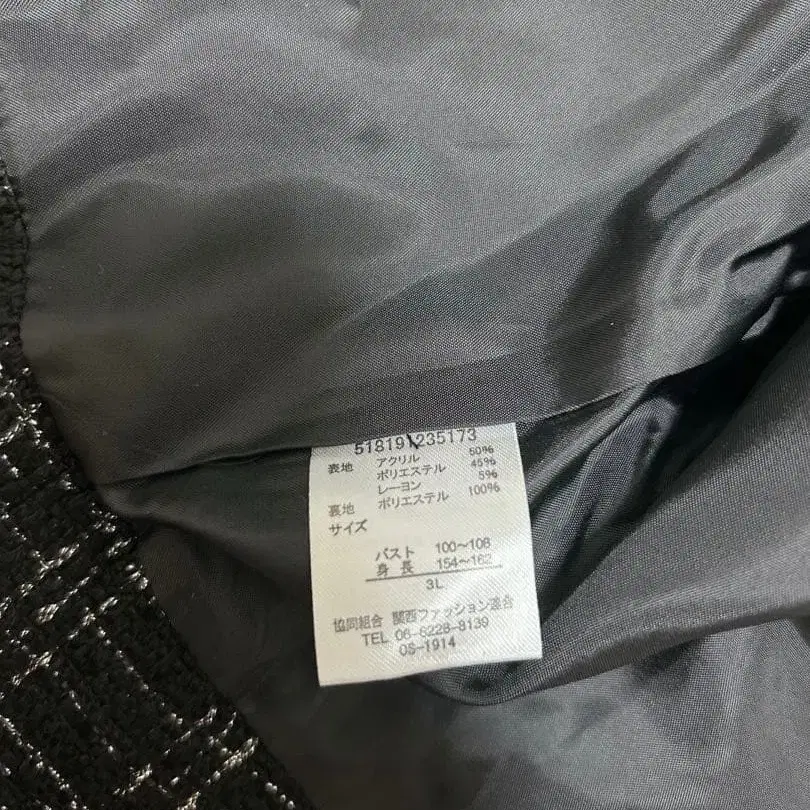 518191235173
表地 アクリル 50%
ポリエステル 45%
レーヨン 5%
裏地 ポリエステル 100%
サイズ
バスト 100～108
身長 154～162
3L
協同組合 関西ファッション連合
TEL 06-6228-8139
OS-1914